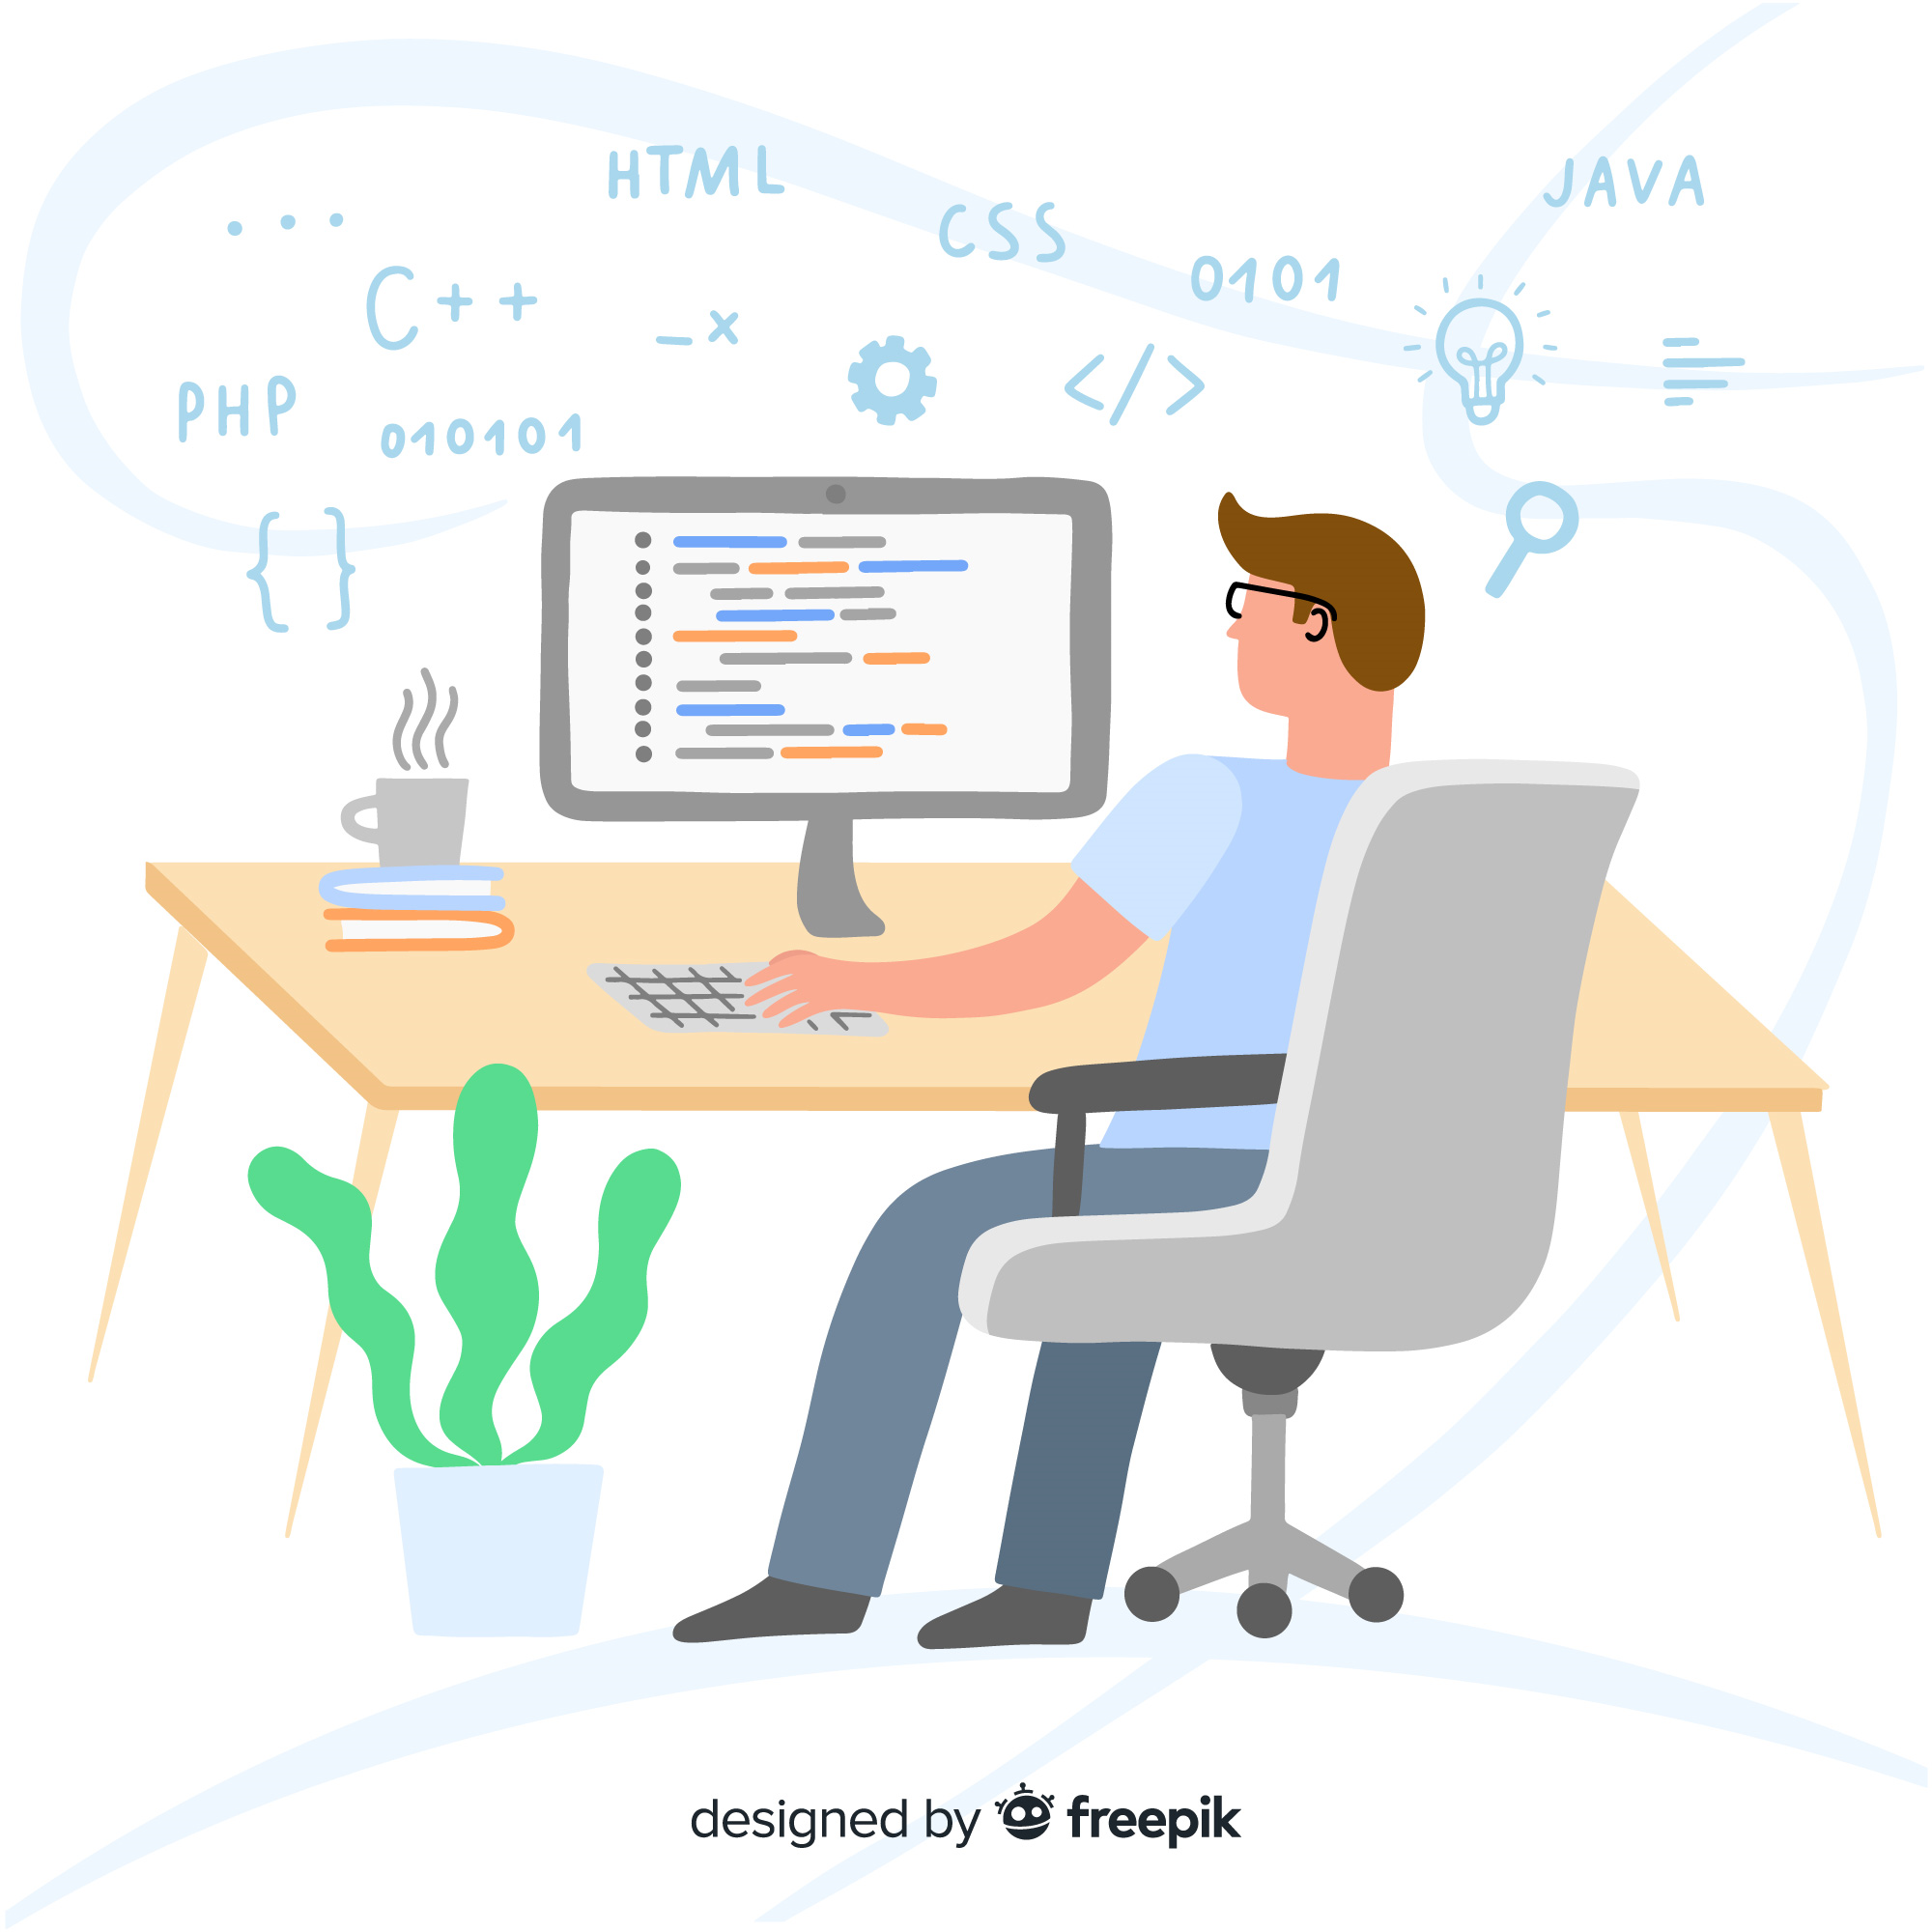 HTML
JAVA
CSS
C++
0101
_ x
</>
PHP
010101
{ }
designed by freepik